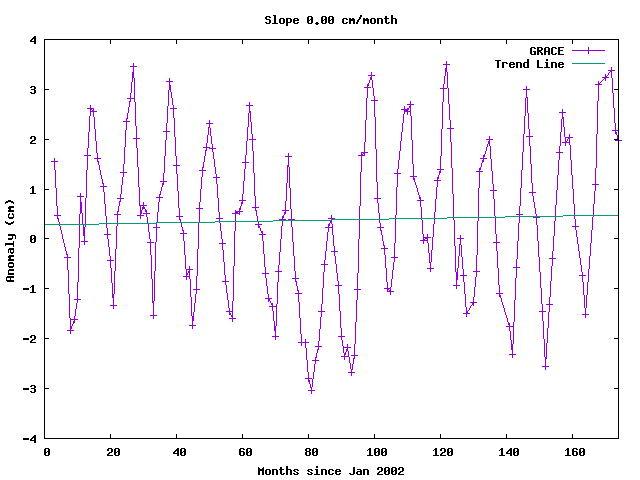 Slope 0.00 cm/month
GRACE
Trend Line
4
3
2
1
0
-1
-2
-3
-4
Anomaly (cm)
0 20 40 60 80 100 120 140 160
Months since Jan 2002